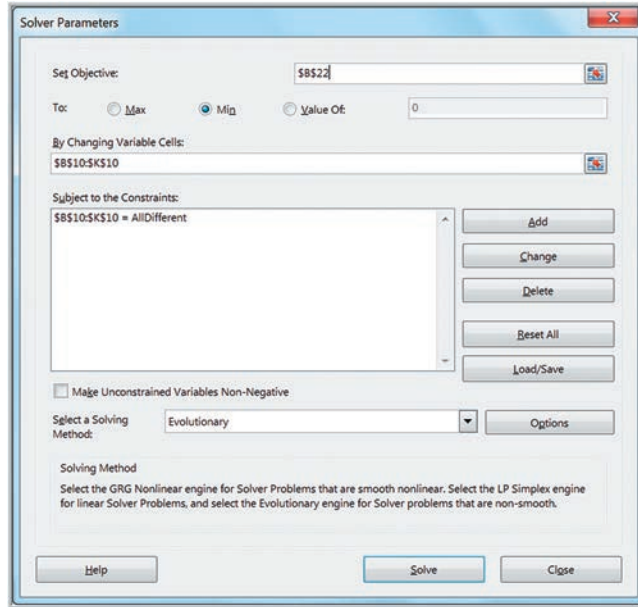 Solver Parameters
Set Objective: $B$22
To: Max Min Value Of: 0
By Changing Variable Cells:
$B$10:$K$10
Subject to the Constraints:
$B$10:$K$10 = AllDifferent
Add
Change
Delete
Reset All
Load/Save
Make Unconstrained Variables Non-Negative
Select a Solving
Method:
Evolutionary
Options
Solving Method
Select the GRG Nonlinear engine for Solver Problems that are smooth nonlinear. Select the LP Simplex engine
for linear Solver Problems, and select the Evolutionary engine for Solver problems that are non-smooth.
Help Solve Close